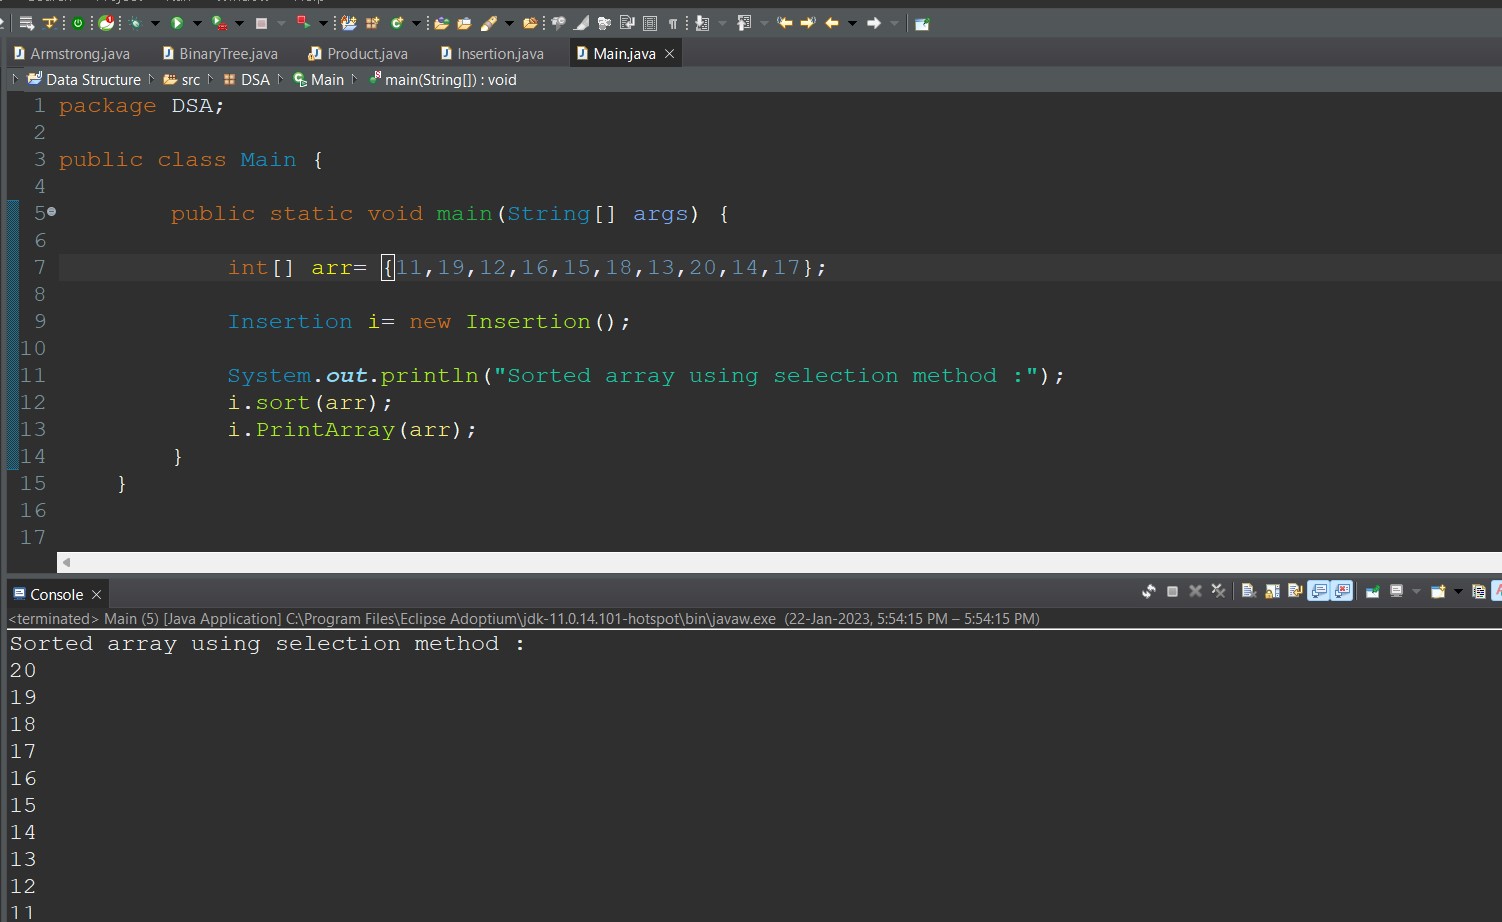 Armstrong.java BinaryTree.java Product.java Insertion.java Main.java
Data Structure src DSA Main main(String[]) : void
1 package DSA;
2
3 public class Main {
4
5 public static void main(String[] args) {
6
7 int[] arr= {11,19,12,16,15,18,13,20,14,17};
8
9 Insertion i= new Insertion();
10
11 System.out.println("Sorted array using selection method :");
12 i.sort(arr);
13 i.PrintArray(arr);
14 }
15 }
16
17
Console
<terminated> Main (5) [Java Application] C:\Program Files\Eclipse Adoptium\jdk-11.0.14.101-hotspot\bin\javaw.exe (22-Jan-2023, 5:54:15 PM – 5:54:15 PM)
Sorted array using selection method :
20
19
18
17
16
15
14
13
12
11